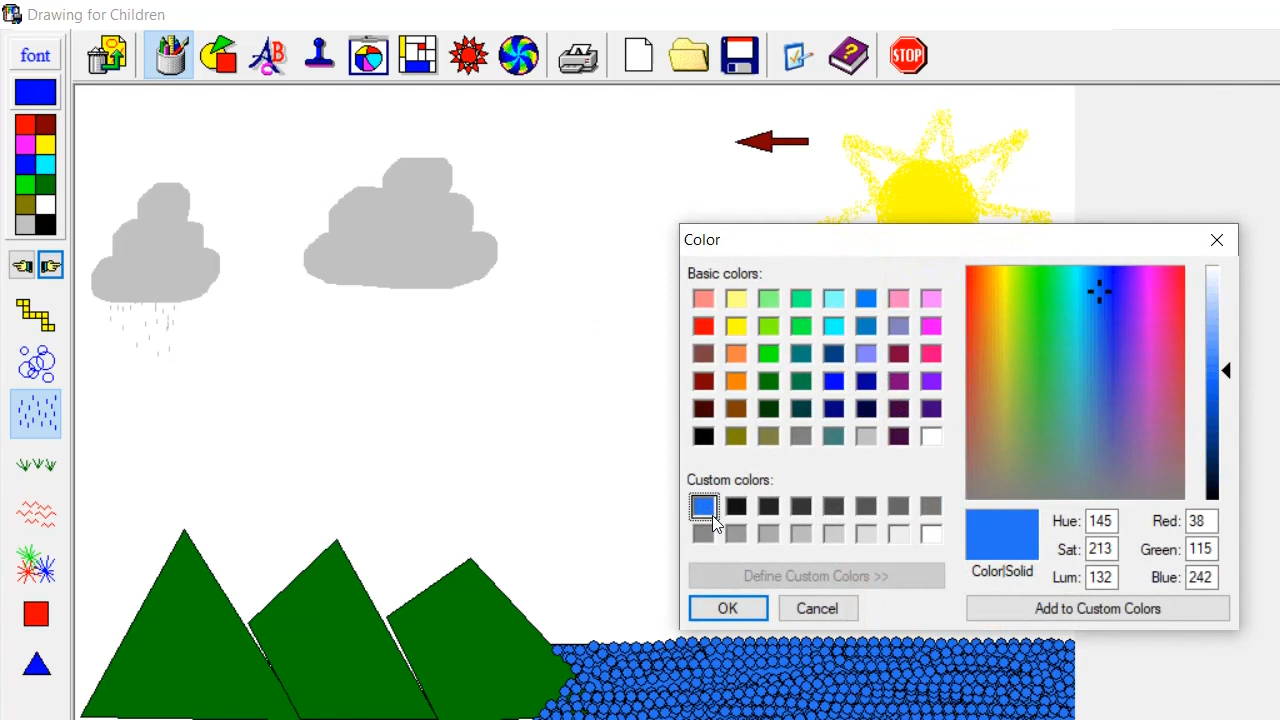 Drawing for Children
font
STOP
Color
Basic colors:
Custom colors:
Define Custom Colors >>
OK
Cancel
Color|Solid
Hue: 145
Sat: 213
Lum: 132
Red: 38
Green: 115
Blue: 242
Add to Custom Colors